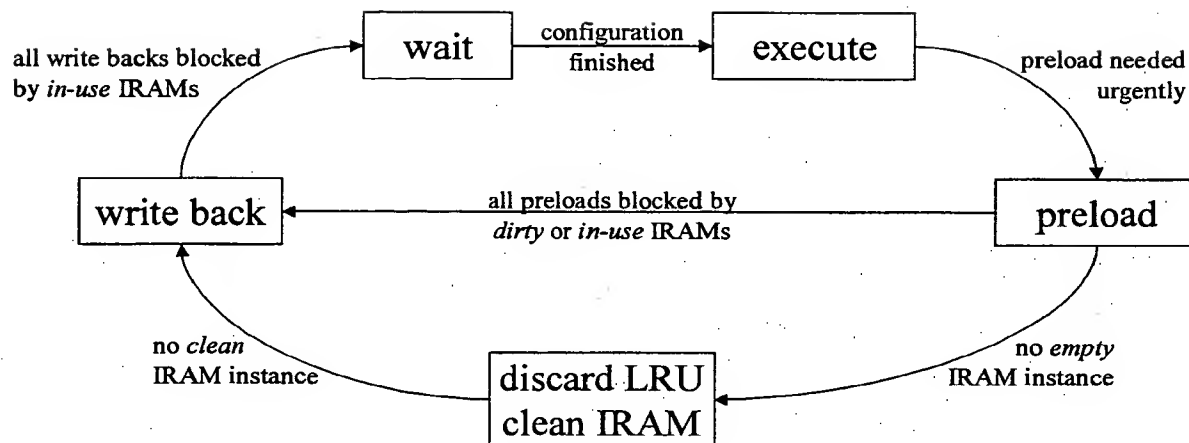 wait
configuration
finished
execute
all write backs blocked
by in-use IRAMs
preload needed
urgently
write back
all preloads blocked by
dirty or in-use IRAMs
preload
no clean
IRAM instance
discard LRU
clean IRAM
no empty
IRAM instance